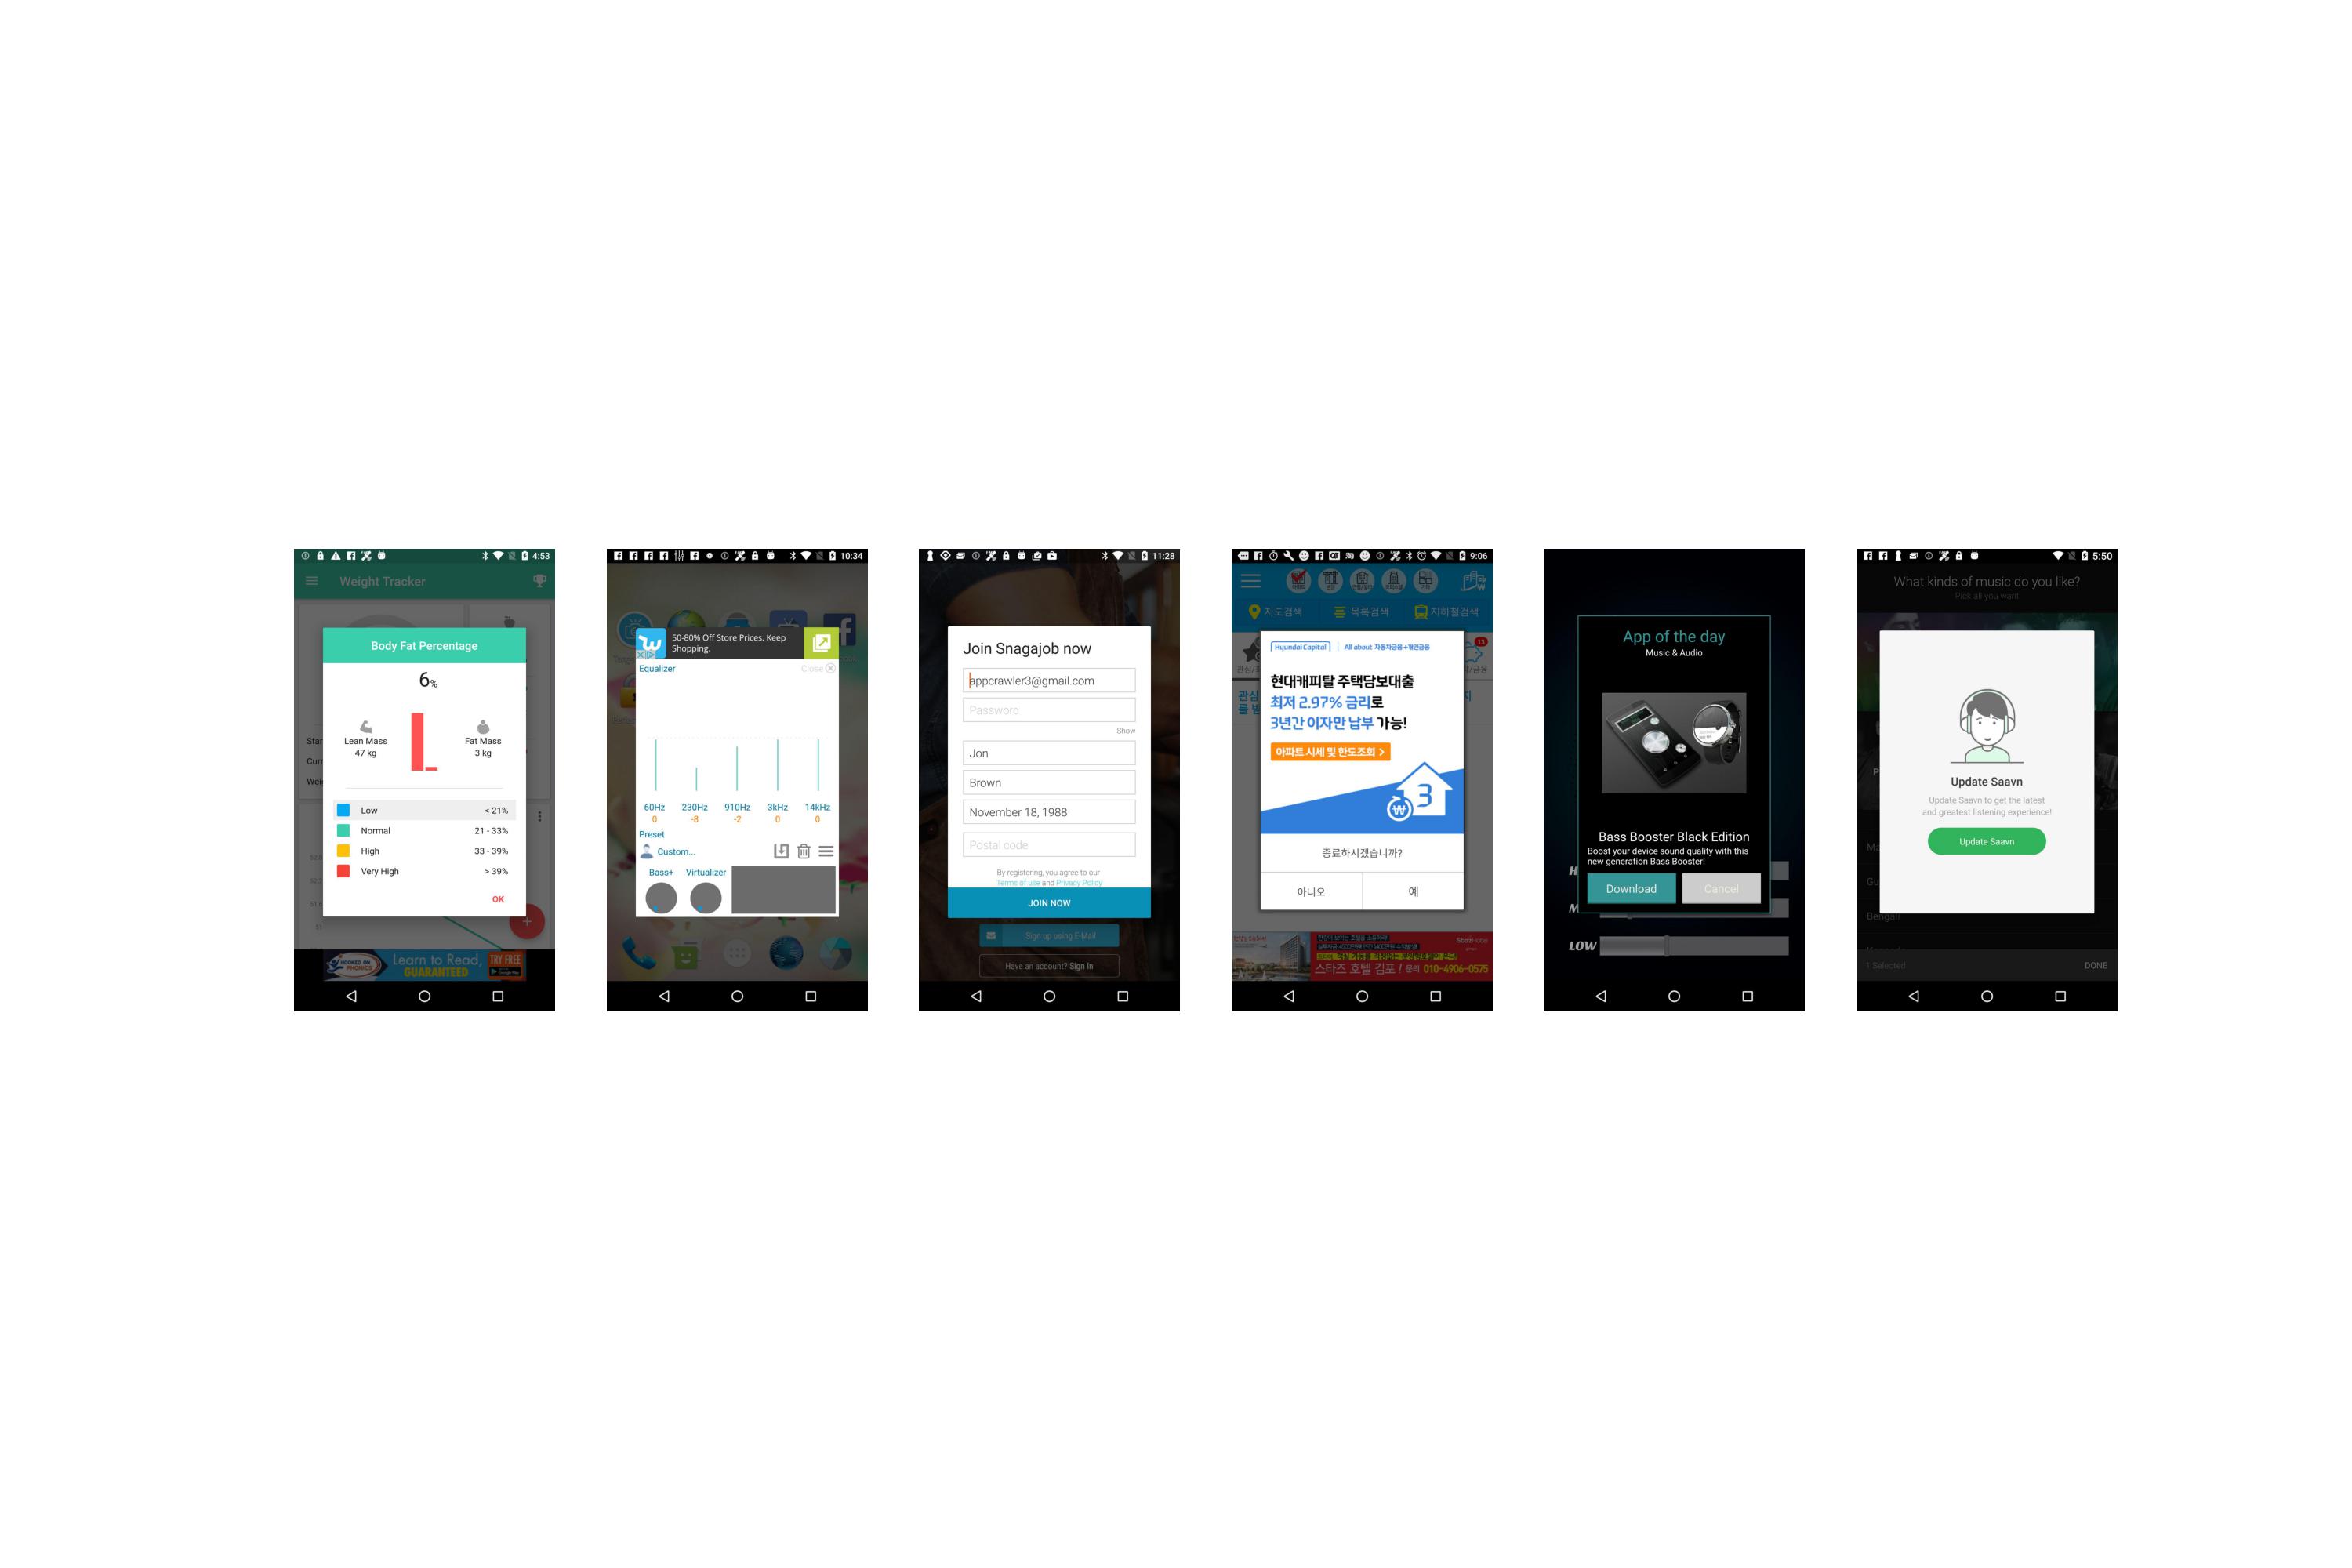 4:53
Weight Tracker
Body Fat Percentage
6%
Lean Mass
47 kg
Fat Mass
3 kg
Low < 21%
Normal 21 - 33%
High 33 - 39%
Very High > 39%
OK
HOOKED ON PHONICS
Learn to Read,
GUARANTEED
TRY FREE
10:34
50-80% Off Store Prices. Keep
Shopping.
Equalizer
Close
60Hz 230Hz 910Hz 3kHz 14kHz
0 -8 -2 0 0
Preset
Custom...
Bass+ Virtualizer
11:28
Join Snagajob now
appcrawler3@gmail.com
Password
Show
Jon
Brown
November 18, 1988
Postal code
By registering, you agree to our
Terms of use and Privacy Policy
JOIN NOW
Sign up using E-Mail
Have an account? Sign In
9:06
지도검색 목록검색 지하철검색
13
Hyundai Capital All about 자동차금융+개인금융
현대캐피탈 주택담보대출
최저 2.97% 금리로
3년간 이자만 납부 가능!
아파트 시세 및 한도조회 >
3
종료하시겠습니까?
아니오 예
스타즈 호텔 김포! 문의 010-4906-0575
App of the day
Music & Audio
Bass Booster Black Edition
Boost your device sound quality with this
new generation Bass Booster!
Download Cancel
LOW
5:50
What kinds of music do you like?
Pick all you want
Update Saavn
Update Saavn to get the latest
and greatest listening experience!
Update Saavn
Bengali
1 Selected
DONE